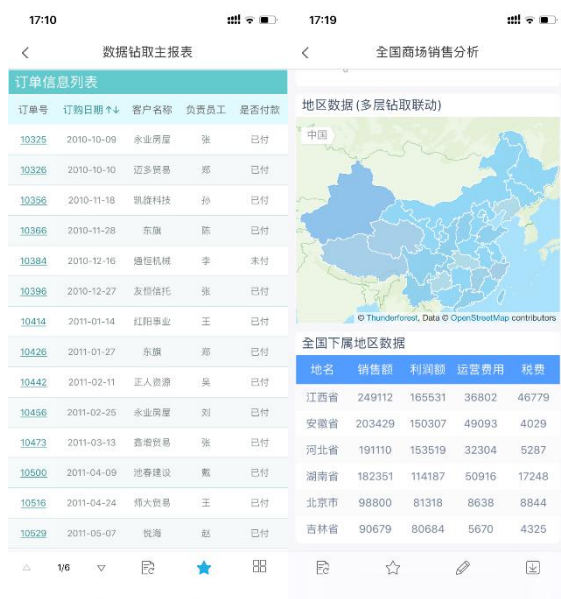 17:10
数据钻取主报表
订单信息列表
订单号 订购日期↑↓ 客户名称 负责员工 是否付款
10325 2010-10-09 永业房屋 张 已付
10326 2010-10-10 迈多贸易 郑 已付
10356 2010-11-18 凯旋科技 孙 已付
10366 2010-11-28 东旗 陈 已付
10384 2010-12-16 通恒机械 李 未付
10396 2010-12-27 友恒信托 张 已付
10414 2011-01-14 红阳事业 王 已付
10426 2011-01-27 东旗 郑 已付
10442 2011-02-11 正人资源 吴 已付
10456 2011-02-25 永业房屋 刘 已付
10473 2011-03-13 鑫增贸易 张 已付
10500 2011-04-09 池春建设 戴 已付
10516 2011-04-24 师大贸易 王 已付
10529 2011-05-07 悦海 赵 已付
1/6
17:19
全国商场销售分析
地区数据(多层钻取联动)
中国
© Thunderforest, Data © OpenStreetMap contributors
全国下属地区数据
地名 销售额 利润额 运营费用 税费
江西省 249112 165531 36802 46779
安徽省 203429 150307 49093 4029
河北省 191110 153519 32304 5287
湖南省 182351 114187 50916 17248
北京市 98800 81318 8638 8844
吉林省 90679 80684 5670 4325